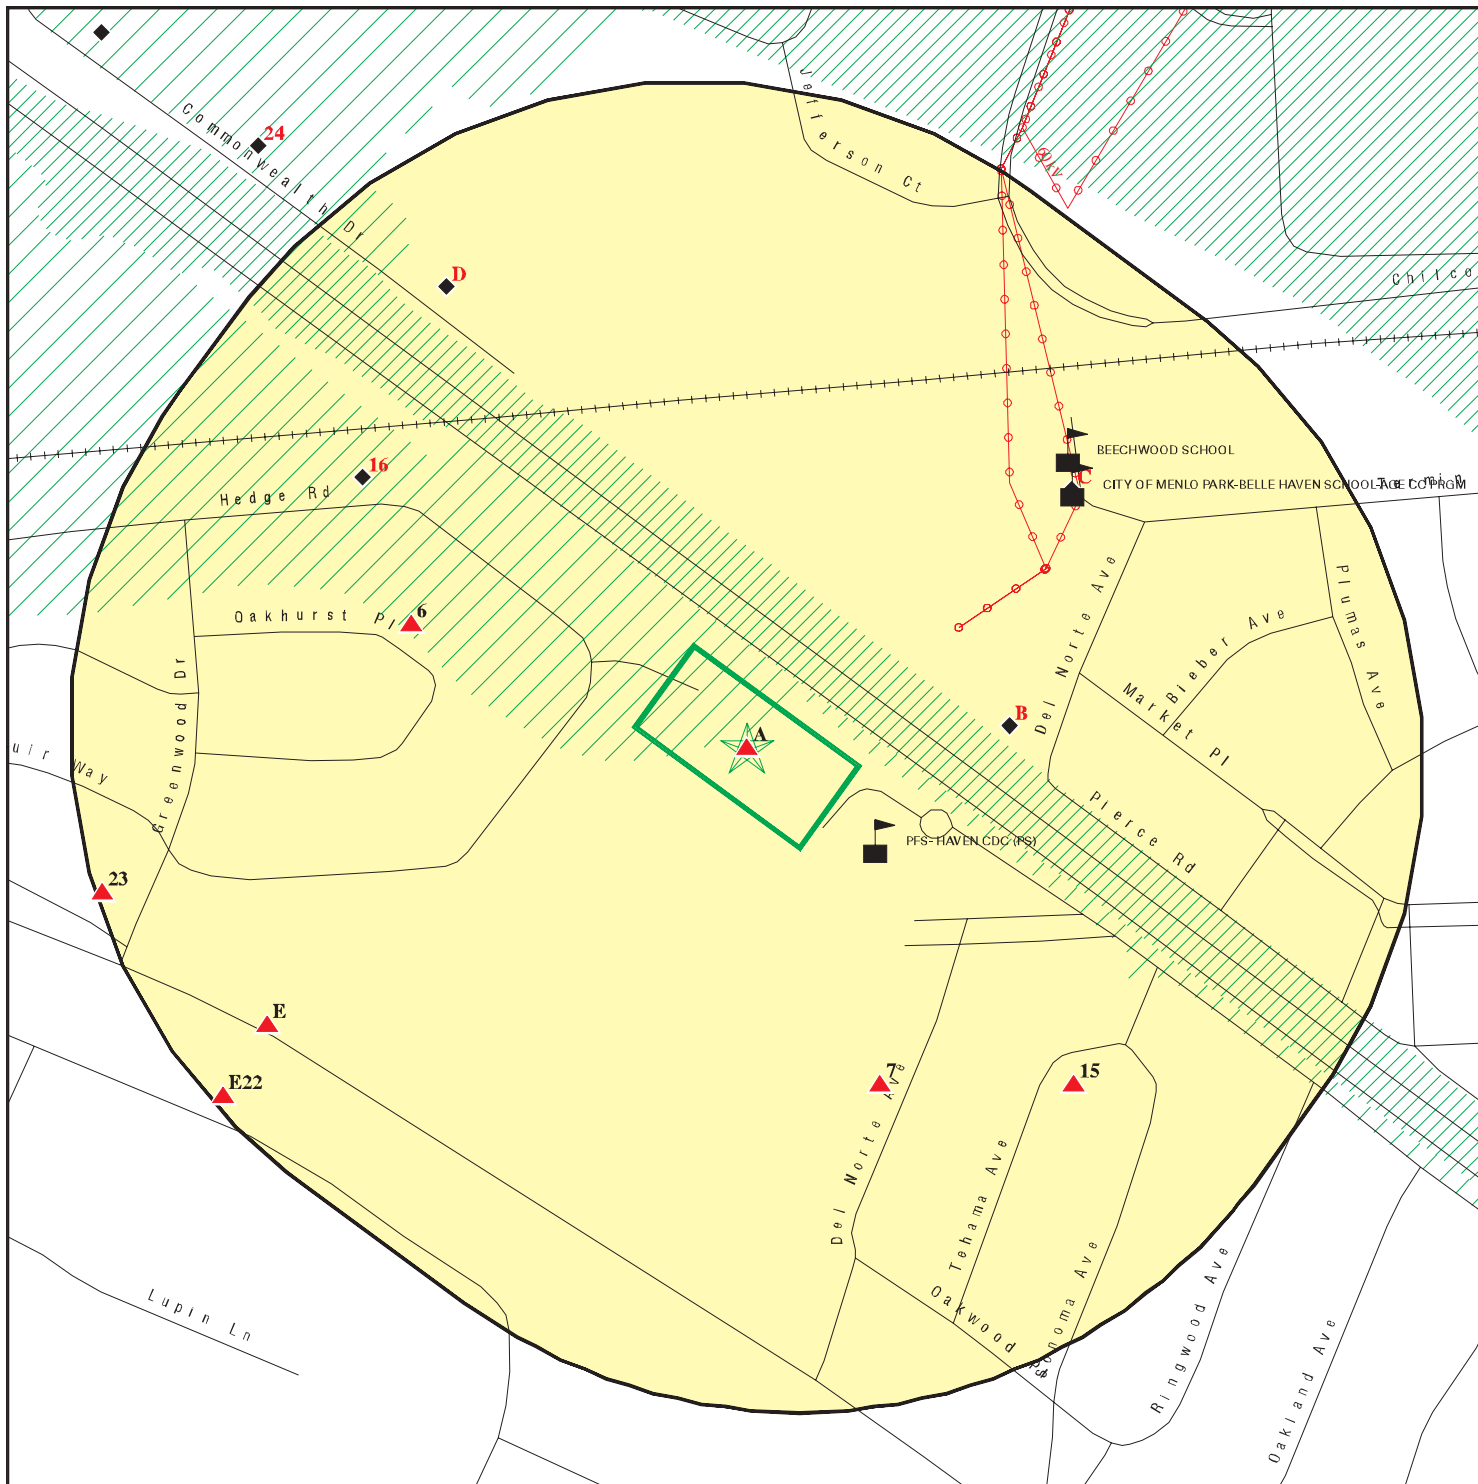 Jefferson Ct
24
Commonwealth Dr
60kV
D
Chilco
BEECHWOOD SCHOOL
16
C
CITY OF MENLO PARK-BELLE HAVEN SCHOOL-AGE CC PRGM
Hedge Rd
Oakhurst Pl
6
Del Norte Ave
Bieber Ave
Plumas Ave
Market Pl
B
A
Greenwood Dr
uir Way
Pierce Rd
PFS-HAVEN CDC (PS)
23
E
E22
7
15
Del Norte Ave
Tehama Ave
Sonoma Ave
Oakwood Pl
Ringwood Ave
Oakland Ave
Lupin Ln